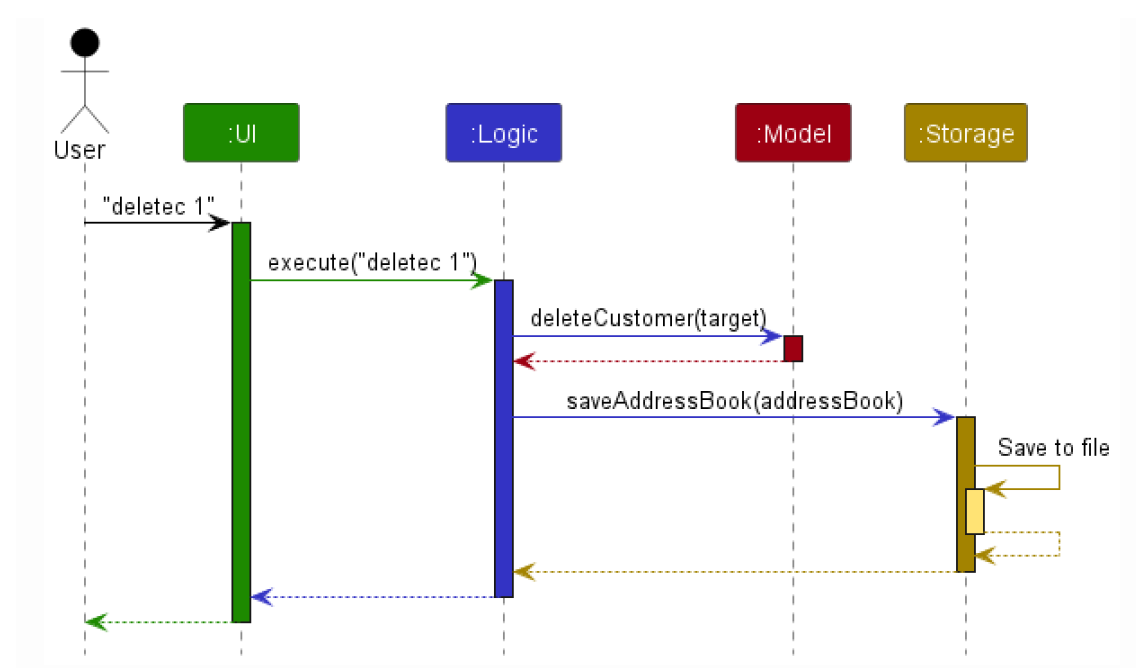 :UI
:Logic
:Model
:Storage
User
"deletec 1"
execute("deletec 1")
deleteCustomer(target)
saveAddressBook(addressBook)
Save to file